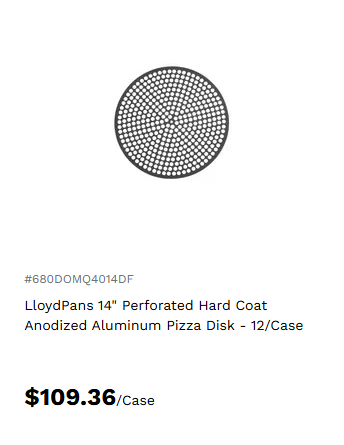 #680DOMQ4014DF
LloydPans 14" Perforated Hard Coat
Anodized Aluminum Pizza Disk - 12/Case
$109.36/Case